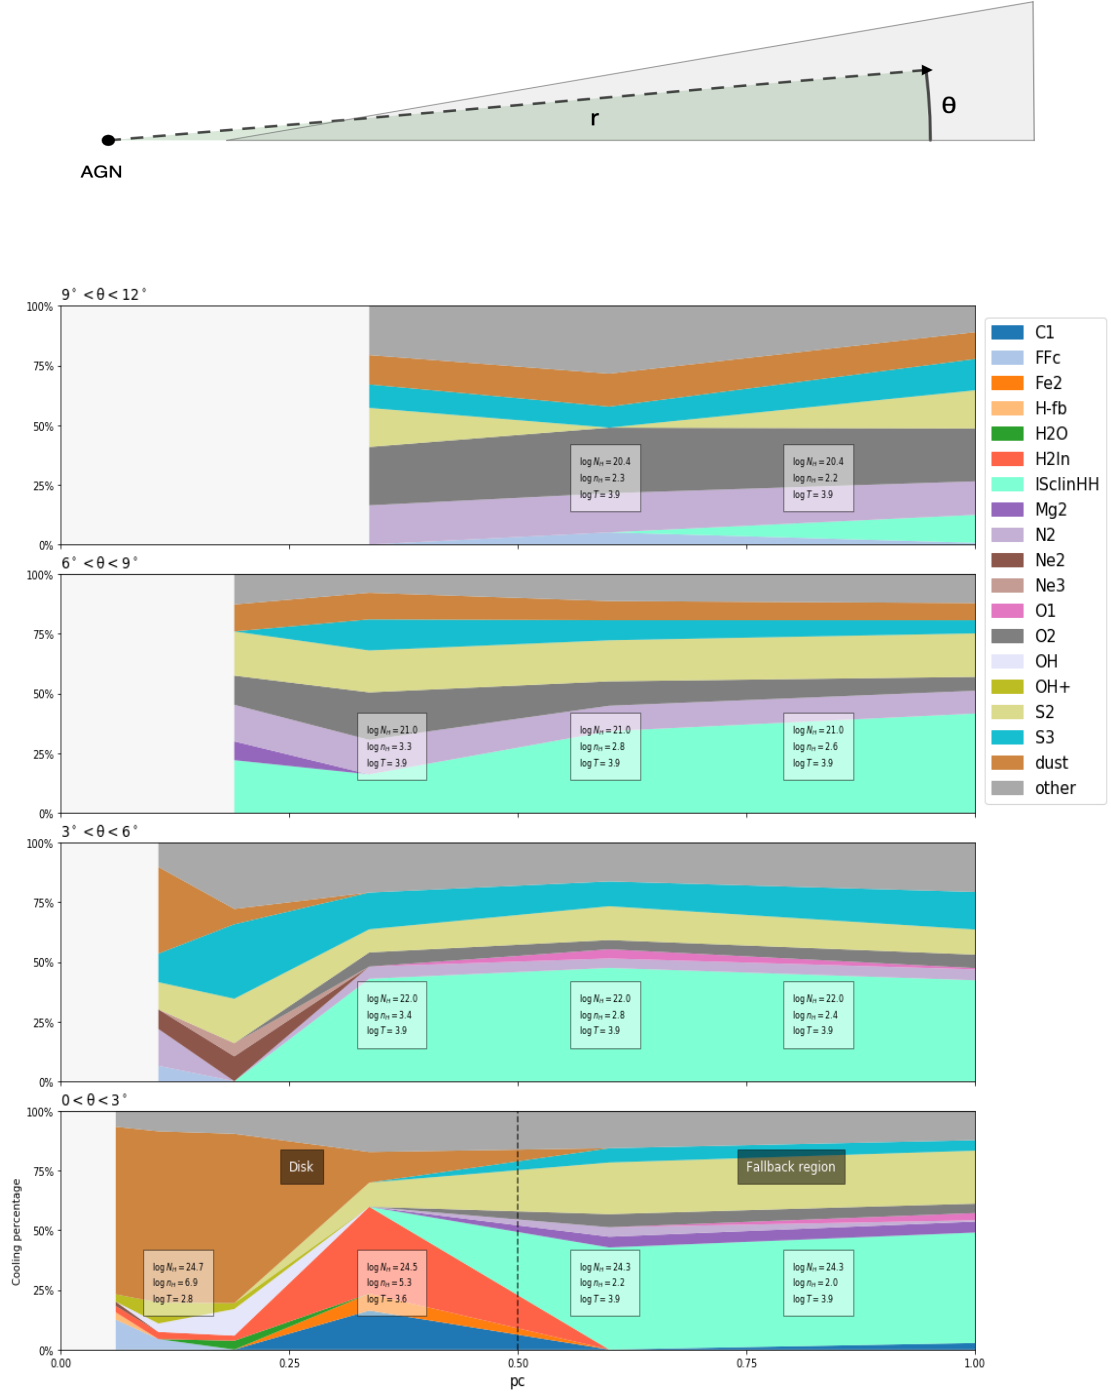 r
θ
AGN
9° < θ < 12°
100%
75%
50%
25%
0%
log N_H = 20.4
log n_H = 2.3
log T = 3.9
log N_H = 20.4
log n_H = 2.2
log T = 3.9
C1
FFc
Fe2
H-fb
H2O
H2ln
ISclinHH
Mg2
N2
Ne2
Ne3
O1
O2
OH
OH+
S2
S3
dust
other
6° < θ < 9°
100%
75%
50%
25%
0%
log N_H = 21.0
log n_H = 3.3
log T = 3.9
log N_H = 21.0
log n_H = 2.8
log T = 3.9
log N_H = 21.0
log n_H = 2.6
log T = 3.9
3° < θ < 6°
100%
75%
50%
25%
0%
log N_H = 22.0
log n_H = 3.4
log T = 3.9
log N_H = 22.0
log n_H = 2.8
log T = 3.9
log N_H = 22.0
log n_H = 2.4
log T = 3.9
0 < θ < 3°
Cooling percentage
100%
75%
50%
25%
0%
Disk
Fallback region
log N_H = 24.7
log n_H = 6.9
log T = 2.8
log N_H = 24.5
log n_H = 5.3
log T = 3.6
log N_H = 24.3
log n_H = 2.2
log T = 3.9
log N_H = 24.3
log n_H = 2.0
log T = 3.9
0.00 0.25 0.50 0.75 1.00
pc